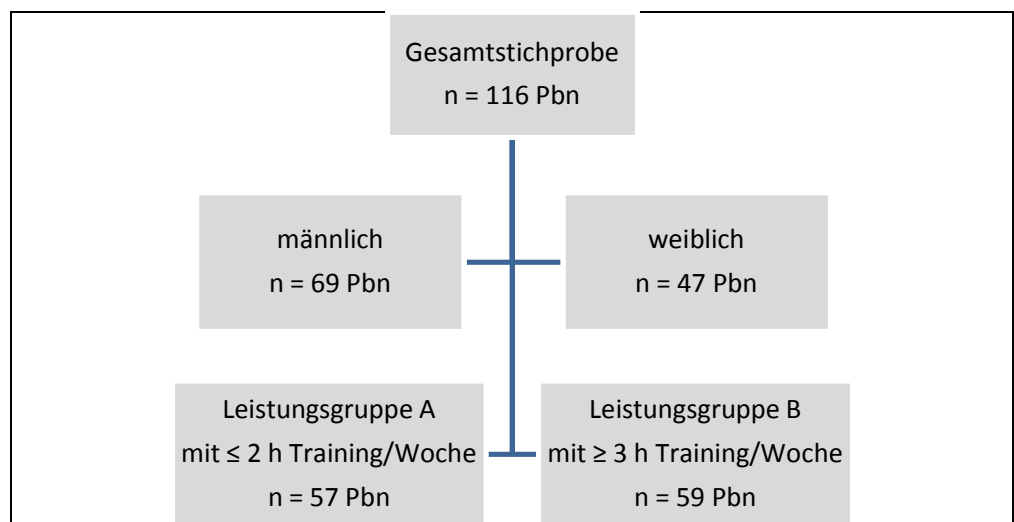 Gesamtstichprobe
n = 116 Pbn
männlich
n = 69 Pbn
weiblich
n = 47 Pbn
Leistungsgruppe A
mit ≤ 2 h Training/Woche
n = 57 Pbn
Leistungsgruppe B
mit ≥ 3 h Training/Woche
n = 59 Pbn